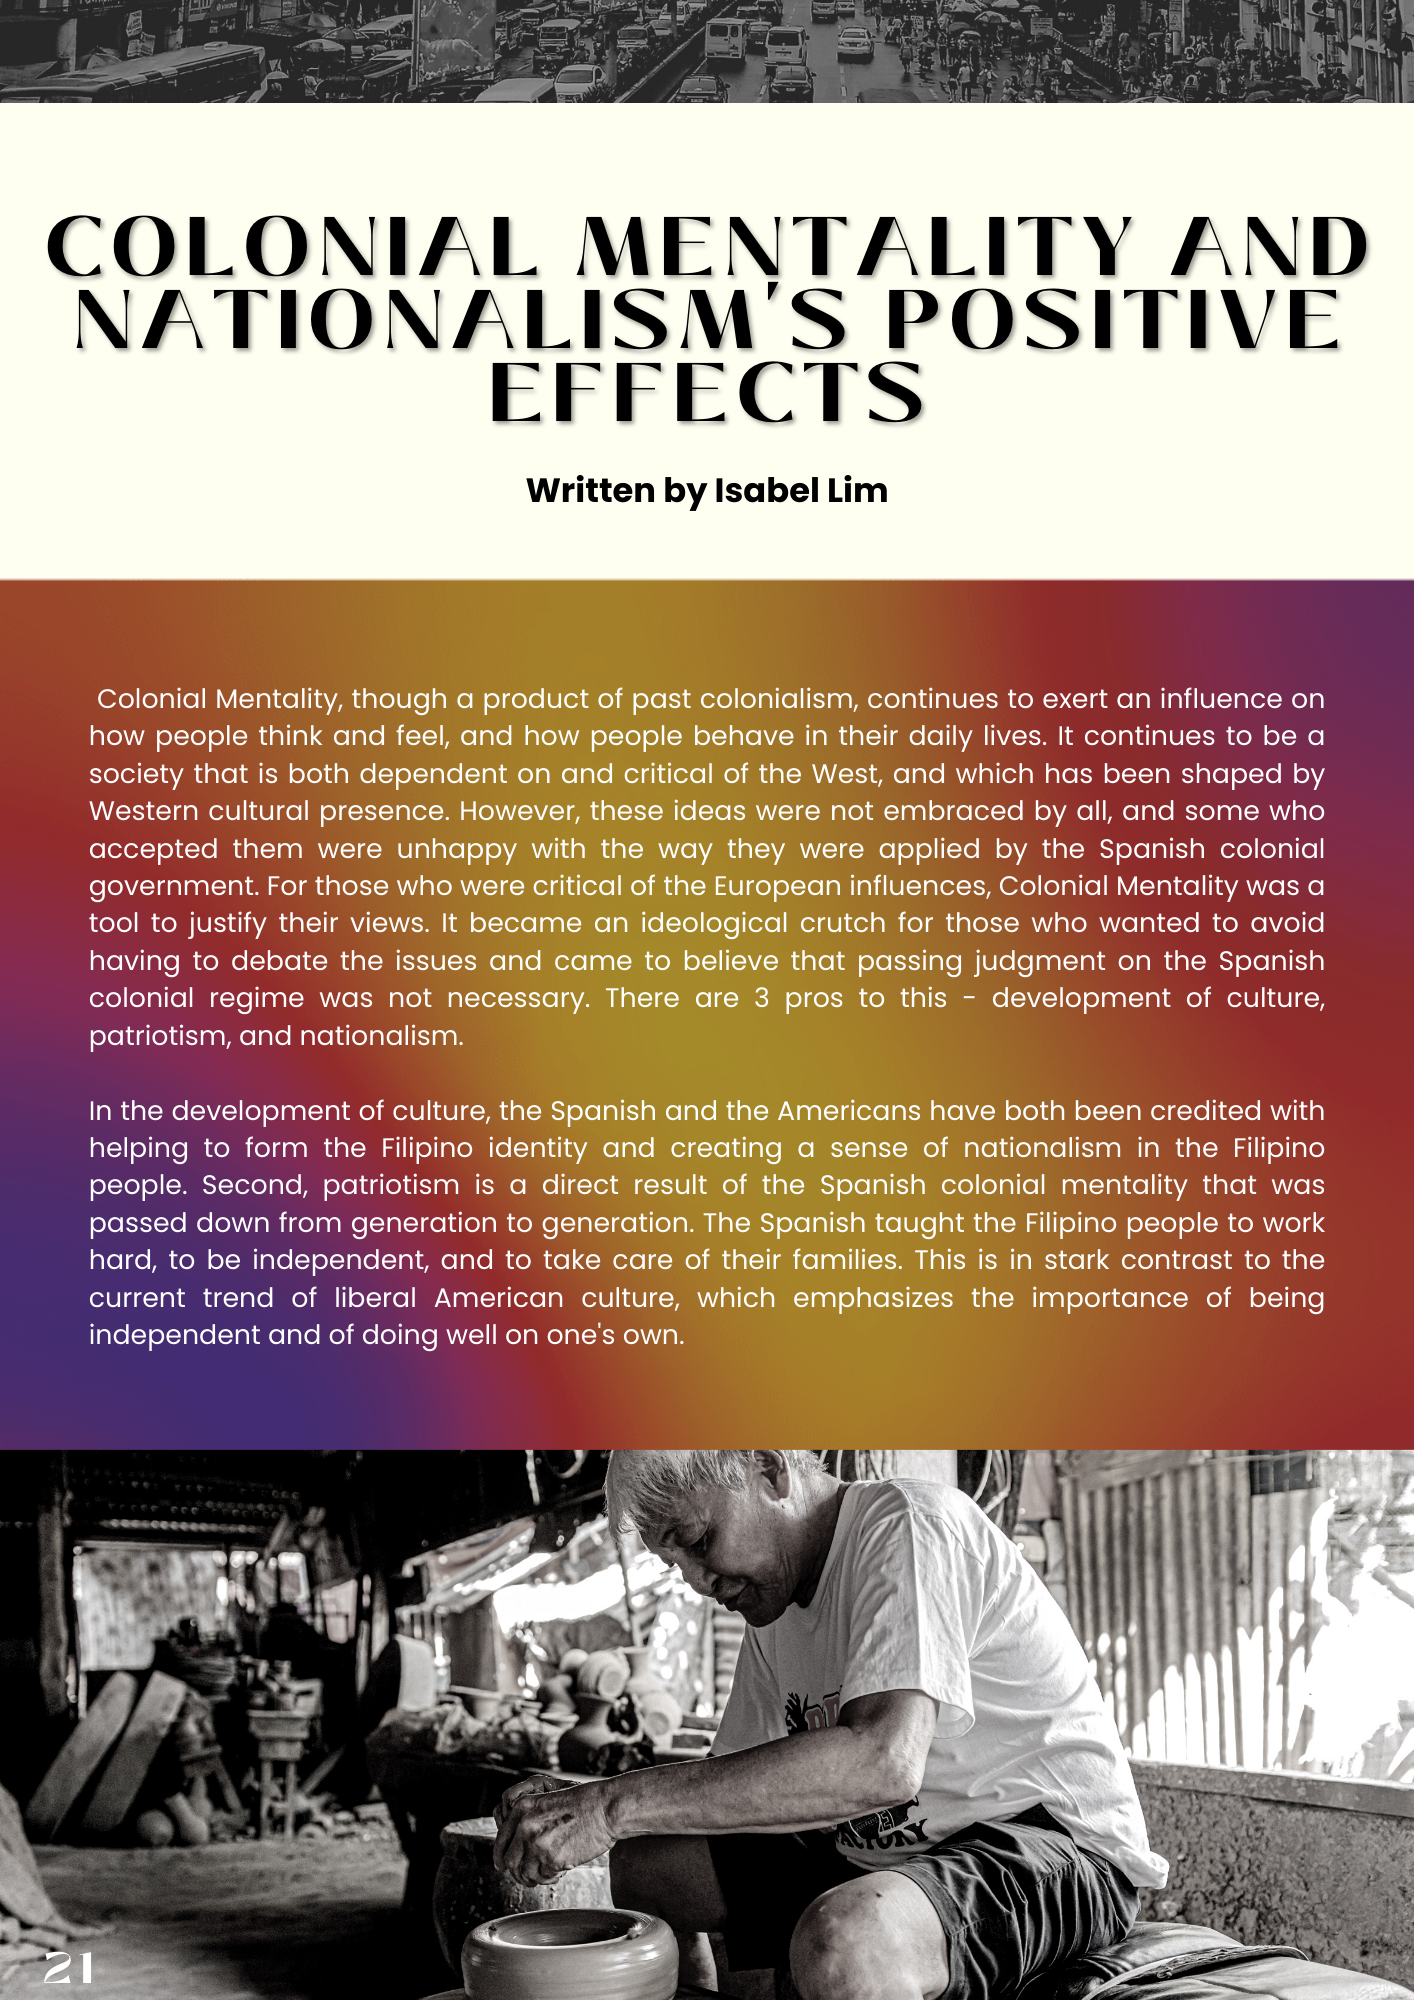 COLONIAL MENTALITY AND
NATIONALISM'S POSITIVE
EFFECTS
Written by Isabel Lim
Colonial Mentality, though a product of past colonialism, continues to exert an influence on
how people think and feel, and how people behave in their daily lives. It continues to be a
society that is both dependent on and critical of the West, and which has been shaped by
Western cultural presence. However, these ideas were not embraced by all, and some who
accepted them were unhappy with the way they were applied by the Spanish colonial
government. For those who were critical of the European influences, Colonial Mentality was a
tool to justify their views. It became an ideological crutch for those who wanted to avoid
having to debate the issues and came to believe that passing judgment on the Spanish
colonial regime was not necessary. There are 3 pros to this - development of culture,
patriotism, and nationalism.
In the development of culture, the Spanish and the Americans have both been credited with
helping to form the Filipino identity and creating a sense of nationalism in the Filipino
people. Second, patriotism is a direct result of the Spanish colonial mentality that was
passed down from generation to generation. The Spanish taught the Filipino people to work
hard, to be independent, and to take care of their families. This is in stark contrast to the
current trend of liberal American culture, which emphasizes the importance of being
independent and of doing well on one's own.
21